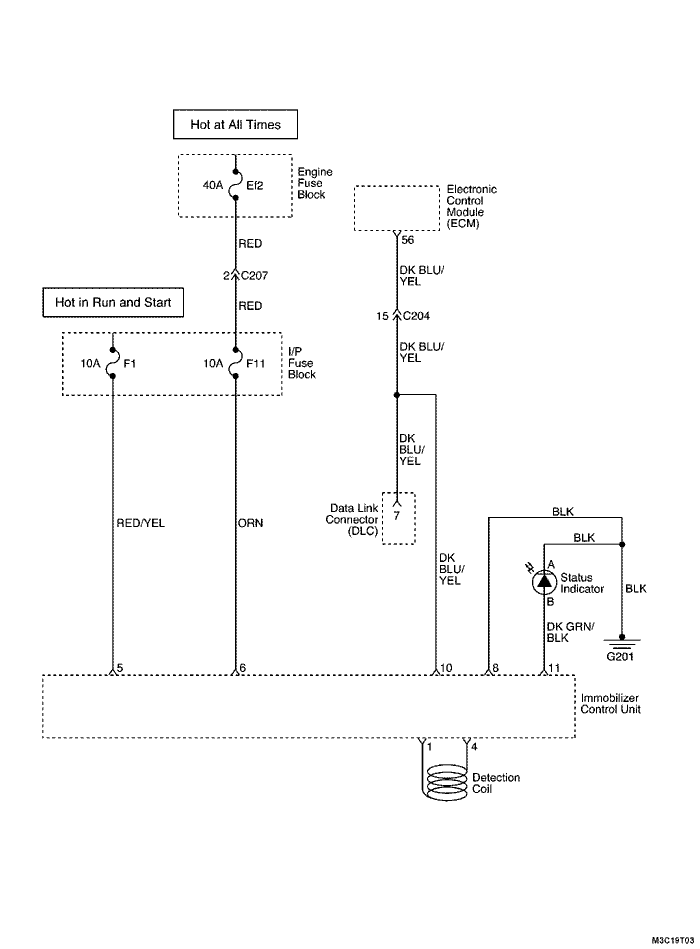 Hot at All Times
40A Ef2
Engine
Fuse
Block
Electronic
Control
Module
(ECM)
56
RED
DK BLU/
YEL
2 C207
Hot in Run and Start
RED
15 C204
DK BLU/
YEL
10A F1
10A F11
I/P
Fuse
Block
DK
BLU/
YEL
Data Link
Connector
(DLC)
7
RED/YEL
ORN
BLK
BLK
DK
BLU/
YEL
A
Status
Indicator
B
BLK
DK GRN/
BLK
G201
5
6
10
8
11
Immobilizer
Control Unit
1
4
Detection
Coil
M3C19T03